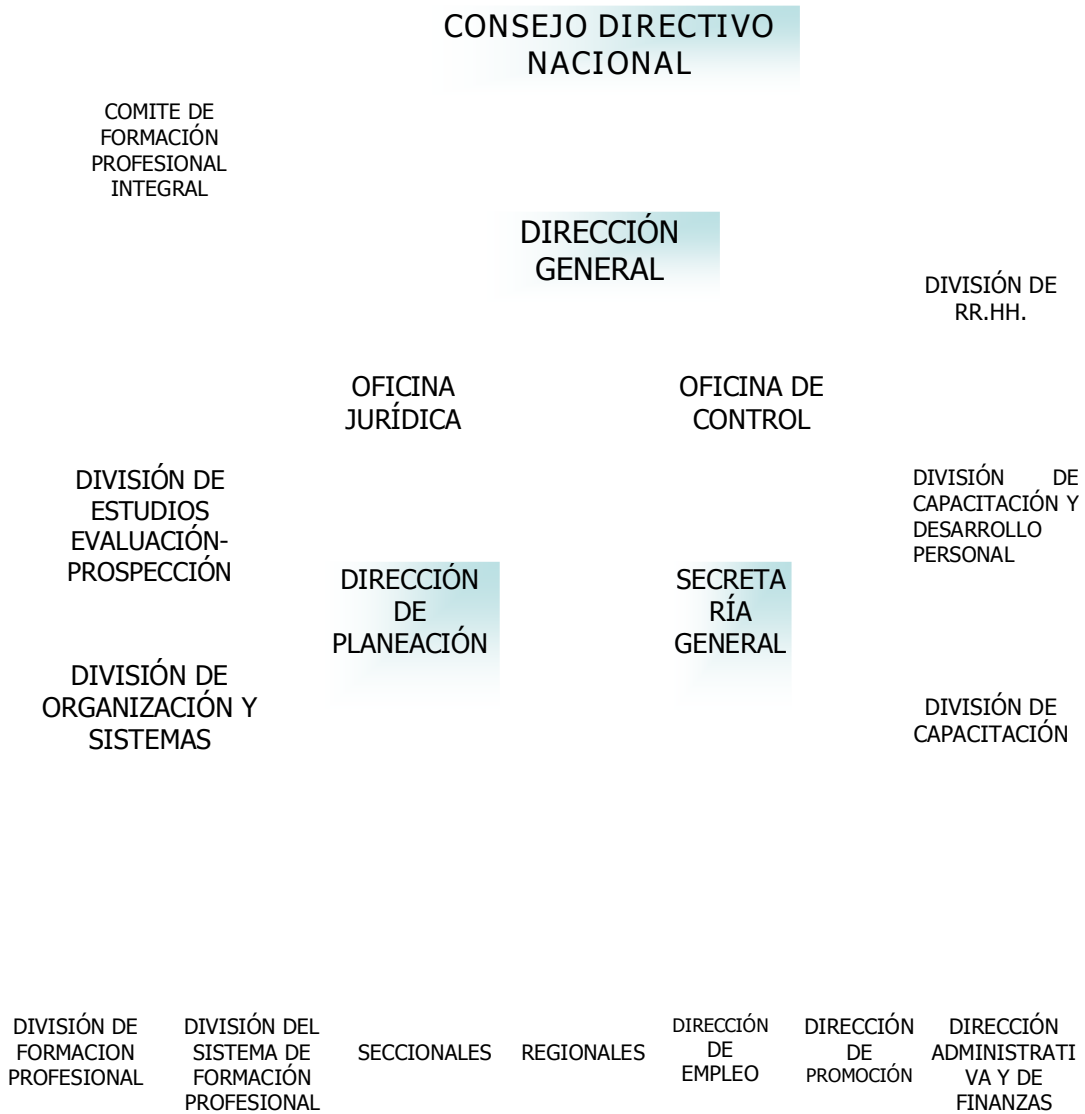 CONSEJO DIRECTIVO
NACIONAL
COMITE DE
FORMACIÓN
PROFESIONAL
INTEGRAL
DIRECCIÓN
GENERAL
DIVISIÓN DE
RR.HH.
OFICINA
JURÍDICA
OFICINA DE
CONTROL
DIVISIÓN DE
ESTUDIOS
EVALUACIÓN-
PROSPECCIÓN
DIVISIÓN DE
CAPACITACIÓN Y
DESARROLLO
PERSONAL
DIRECCIÓN
DE
PLANEACIÓN
SECRETA
RÍA
GENERAL
DIVISIÓN DE
ORGANIZACIÓN Y
SISTEMAS
DIVISIÓN DE
CAPACITACIÓN
DIVISIÓN DE
FORMACION
PROFESIONAL
DIVISIÓN DEL
SISTEMA DE
FORMACIÓN
PROFESIONAL
SECCIONALES
REGIONALES
DIRECCIÓN
DE
EMPLEO
DIRECCIÓN
DE
PROMOCIÓN
DIRECCIÓN
ADMINISTRATI
VA Y DE
FINANZAS